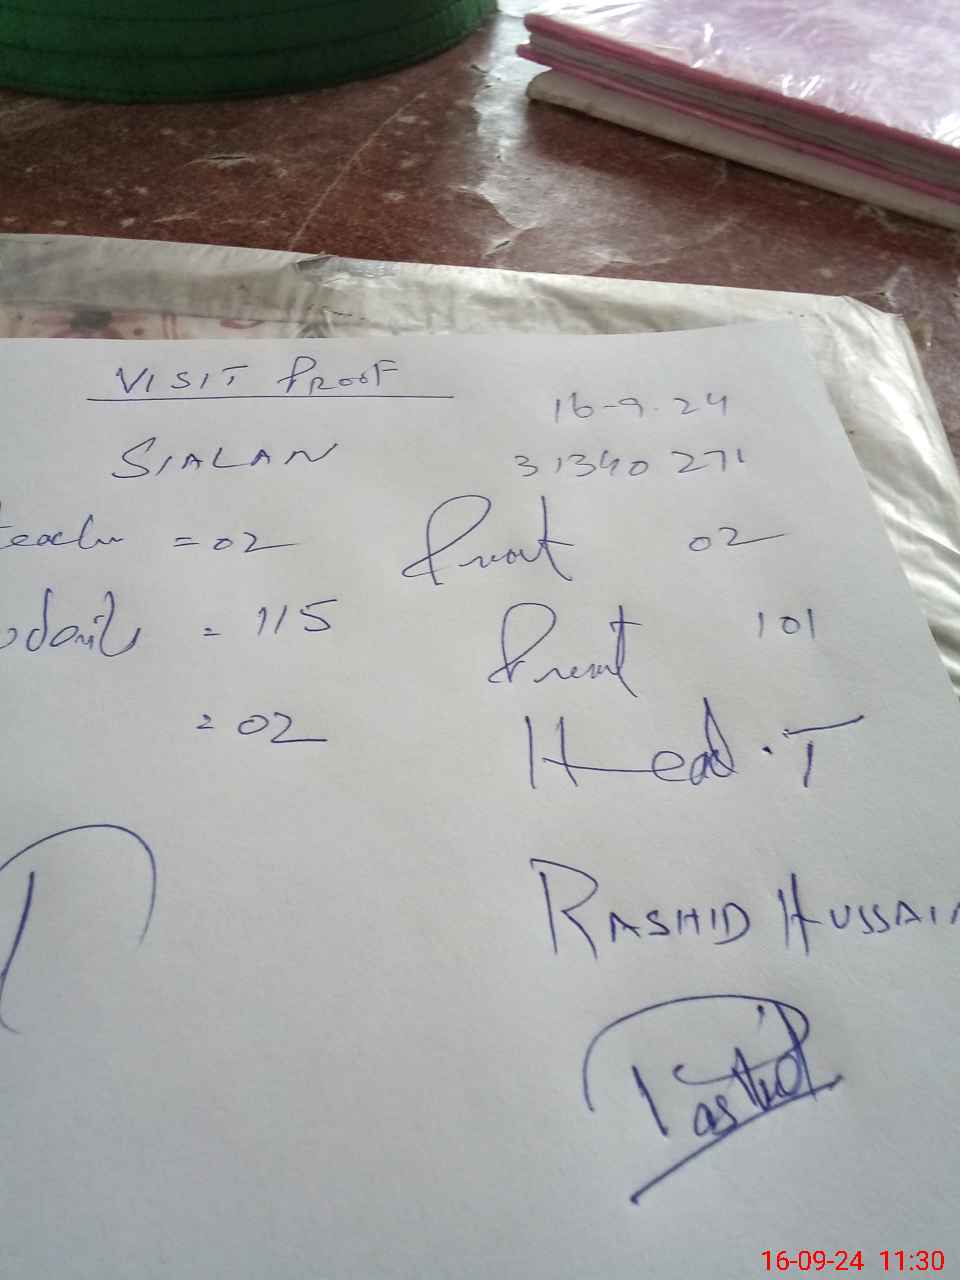 VISIT PROOF
16-9.24
SIALAN
31340271
= 02 02
= 115 Present 101
= 02
Head.T
RASHID HUSSAIN
Rashid
16-09-24 11:30